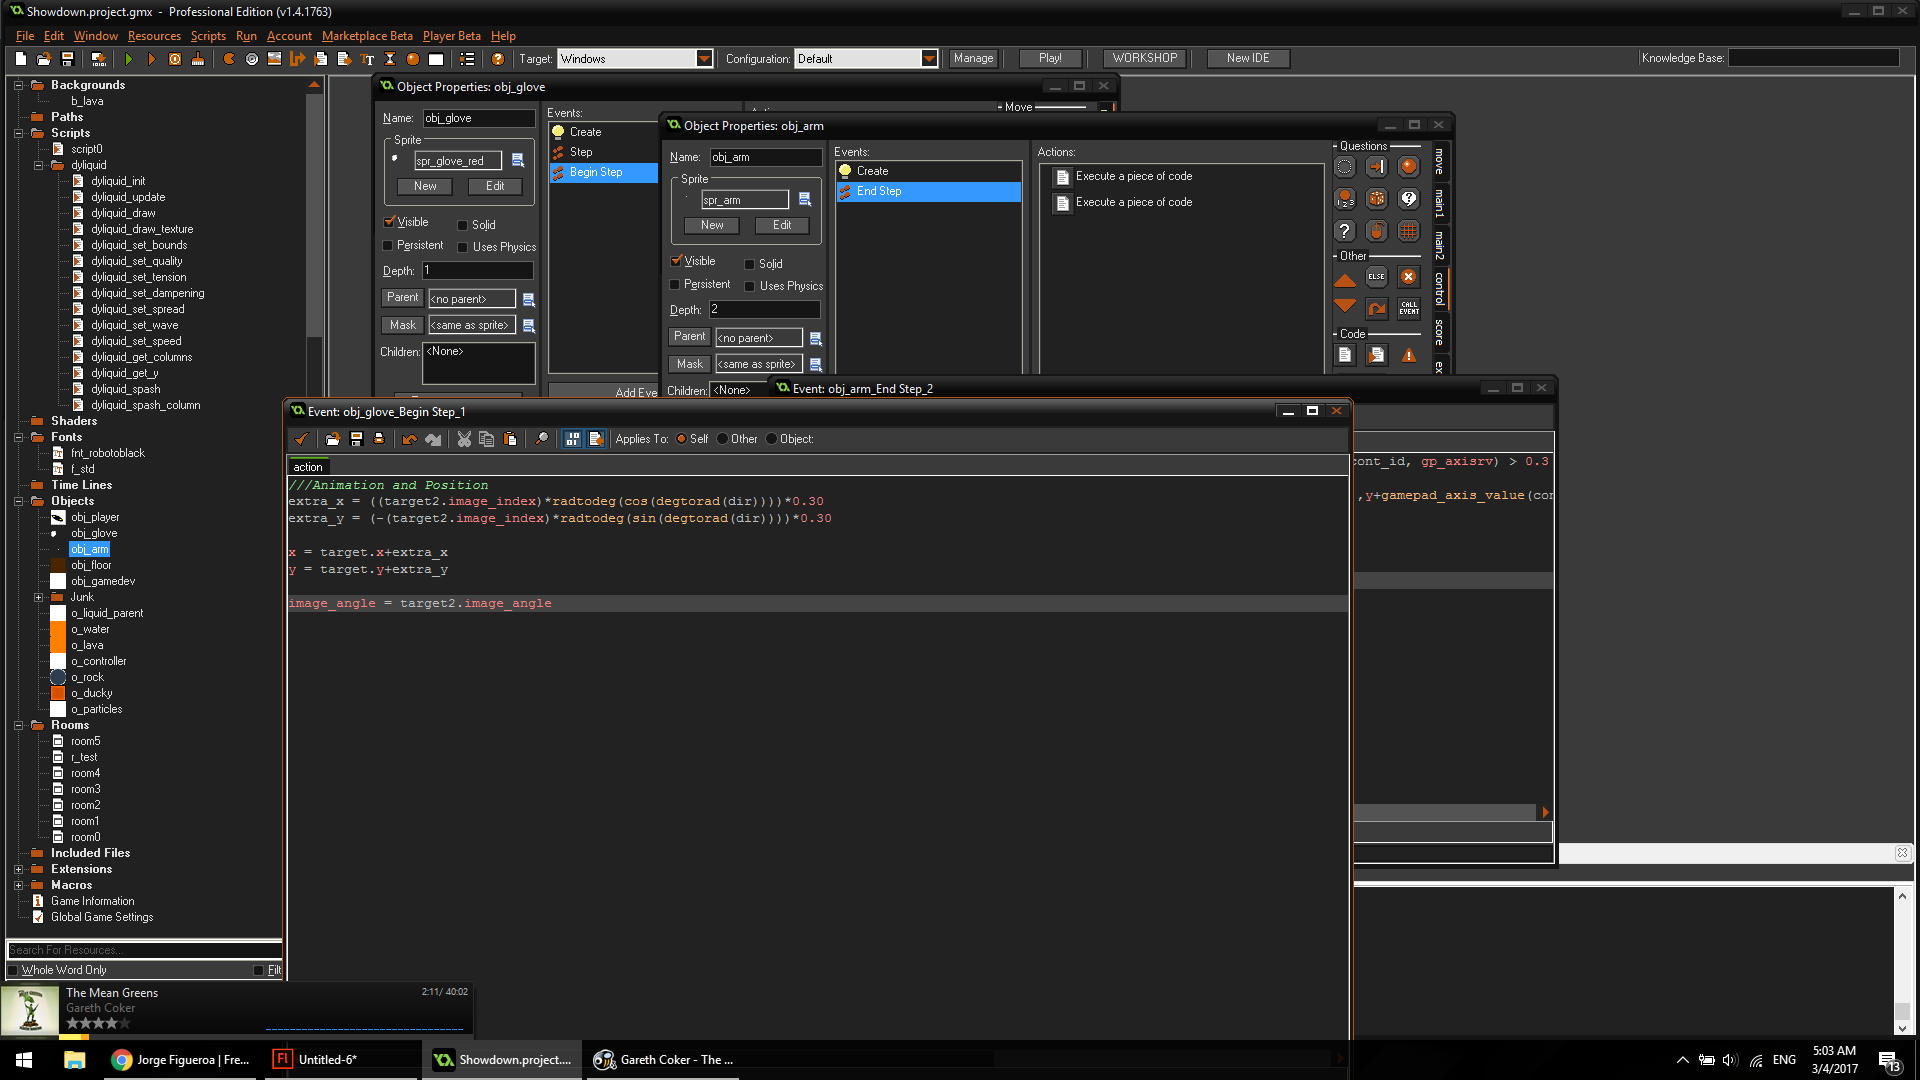 Showdown.project.gmx - Professional Edition (v1.4.1763)
File Edit Window Resources Scripts Run Account Marketplace Beta Player Beta Help
Target: Windows Configuration: Default Manage Play! WORKSHOP New IDE Knowledge Base:
Backgrounds
b_lava
Paths
Scripts
script0
dyliquid
dyliquid_init
dyliquid_update
dyliquid_draw
dyliquid_draw_texture
dyliquid_set_bounds
dyliquid_set_quality
dyliquid_set_tension
dyliquid_set_dampening
dyliquid_set_spread
dyliquid_set_wave
dyliquid_set_speed
dyliquid_get_columns
dyliquid_get_y
dyliquid_spash
dyliquid_spash_column
Shaders
Fonts
fnt_robotoblack
f_std
Time Lines
Objects
obj_player
obj_glove
obj_arm
obj_floor
obj_gamedev
Junk
o_liquid_parent
o_water
o_lava
o_controller
o_rock
o_ducky
o_particles
Rooms
room5
r_test
room4
room3
room2
room1
room0
Included Files
Extensions
Macros
Game Information
Global Game Settings
Search For Resources...
Whole Word Only
Object Properties: obj_glove
Name: obj_glove
Sprite
spr_glove_red
New Edit
Visible Solid
Persistent Uses Physics
Depth: 1
Parent <no parent>
Mask <same as sprite>
Children: <None>
Events:
Create
Step
Begin Step
Add Eve
Move
Object Properties: obj_arm
Name: obj_arm
Sprite
spr_arm
New Edit
Visible Solid
Persistent Uses Physics
Depth: 2
Parent <no parent>
Mask <same as sprite>
Children: <None>
Events:
Create
End Step
Actions:
Execute a piece of code
Execute a piece of code
Questions
Other
ELSE
CALL EVENT
Code
move
main1
main2
control
score
Event: obj_arm_End Step_2
cont_id, gp_axisrv) > 0.3
,y+gamepad_axis_value(con
Event: obj_glove_Begin Step_1
Applies To: Self Other Object:
action
///Animation and Position
extra_x = ((target2.image_index)*radtodeg(cos(degtorad(dir))))*0.30
extra_y = (-(target2.image_index)*radtodeg(sin(degtorad(dir))))*0.30
x = target.x+extra_x
y = target.y+extra_y
image_angle = target2.image_angle
The Mean Greens
Gareth Coker
2:11/ 40:02
Jorge Figueroa | Fre...
Untitled-6*
Showdown.project....
Gareth Coker - The ...
ENG
5:03 AM
3/4/2017
13